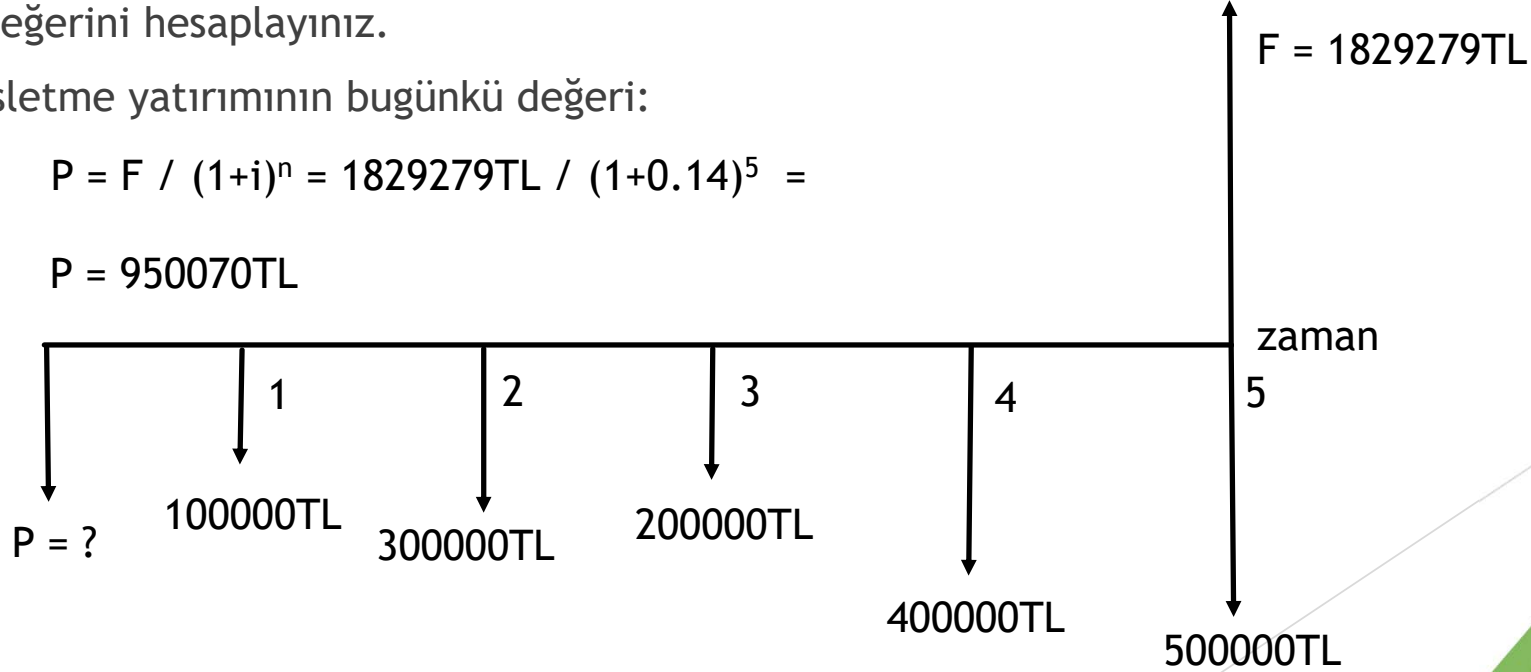 eğerini hesaplayınız.
F = 1829279TL
şletme yatırımının bugünkü değeri:
P = F / (1+i)ⁿ = 1829279TL / (1+0.14)⁵ =
P = 950070TL
zaman
1
2
3
4
5
P = ?
100000TL
300000TL
200000TL
400000TL
500000TL